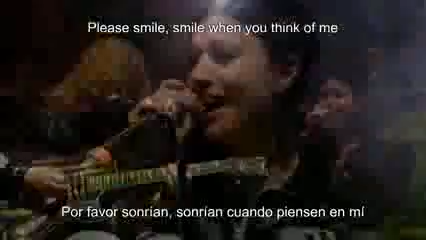 Please smile, smile when you think of me
Por favor sonrían, sonrían cuando piensen en mí